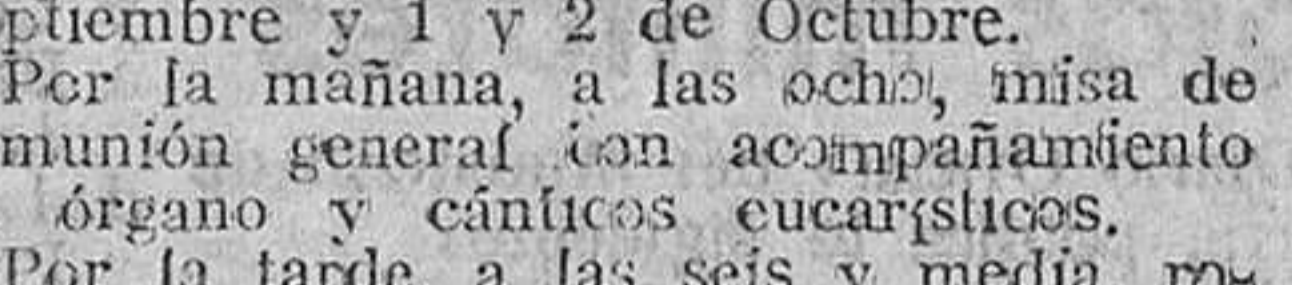 ptiembre y 1 y 2 de Octubre.
Por la mañana, a las ocho, misa de
munión general con acompañamiento
órgano y cánticos eucarísticos.
Por la tarde, a las seis y media,